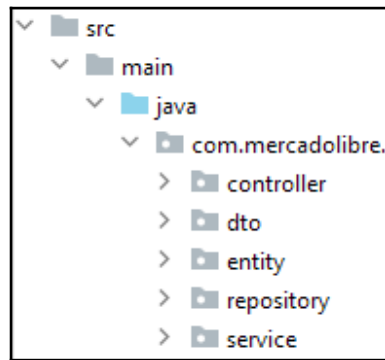 src
main
java
com.mercadolibre.
controller
dto
entity
repository
service